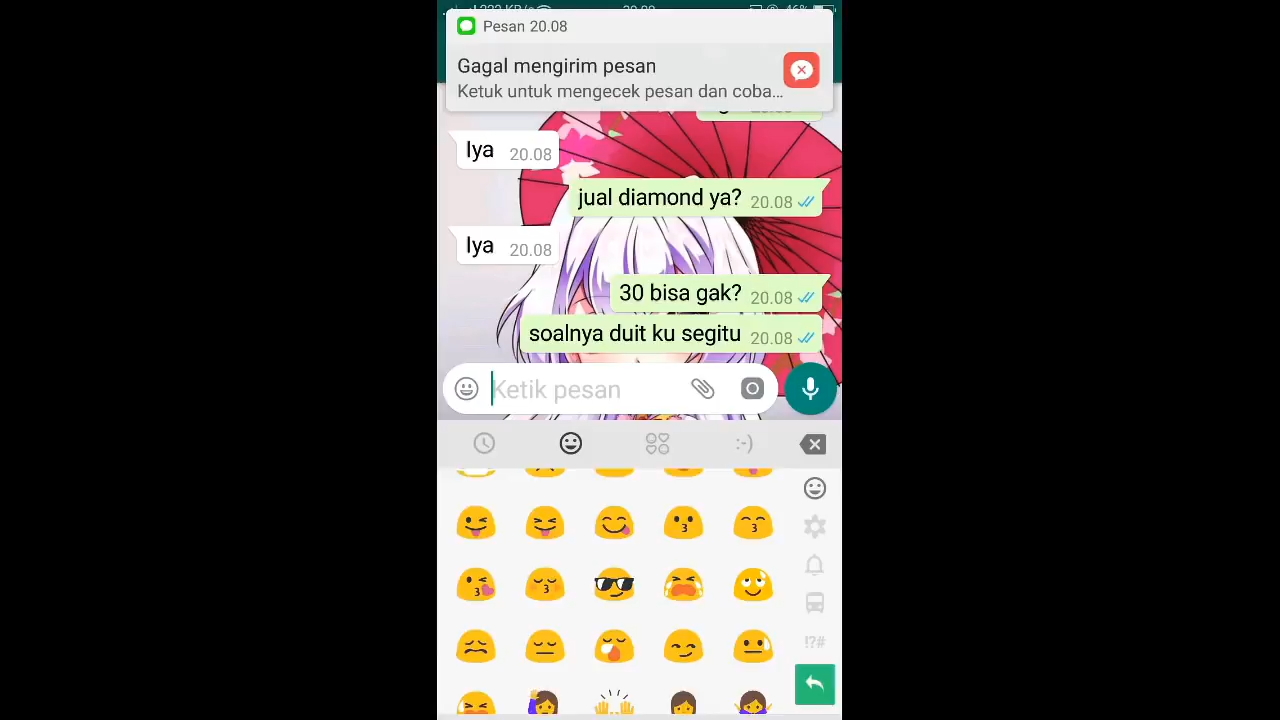 Pesan 20.08
Gagal mengirim pesan
Ketuk untuk mengecek pesan dan coba…
Iya 20.08
jual diamond ya? 20.08
Iya 20.08
30 bisa gak? 20.08
soalnya duit ku segitu 20.08
Ketik pesan
:-)
!?#